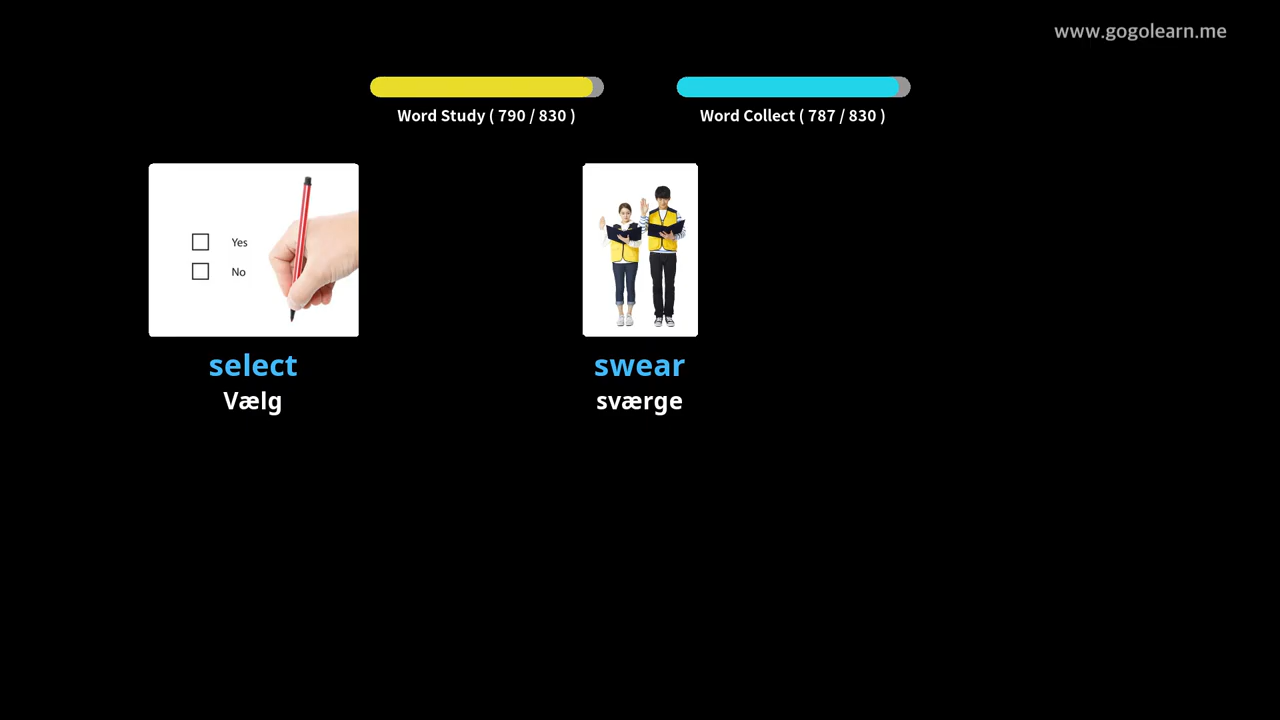 www.gogolearn.me
Word Study ( 790 / 830 )
Word Collect ( 787 / 830 )
Yes
No
select
Vælg
swear
sværge